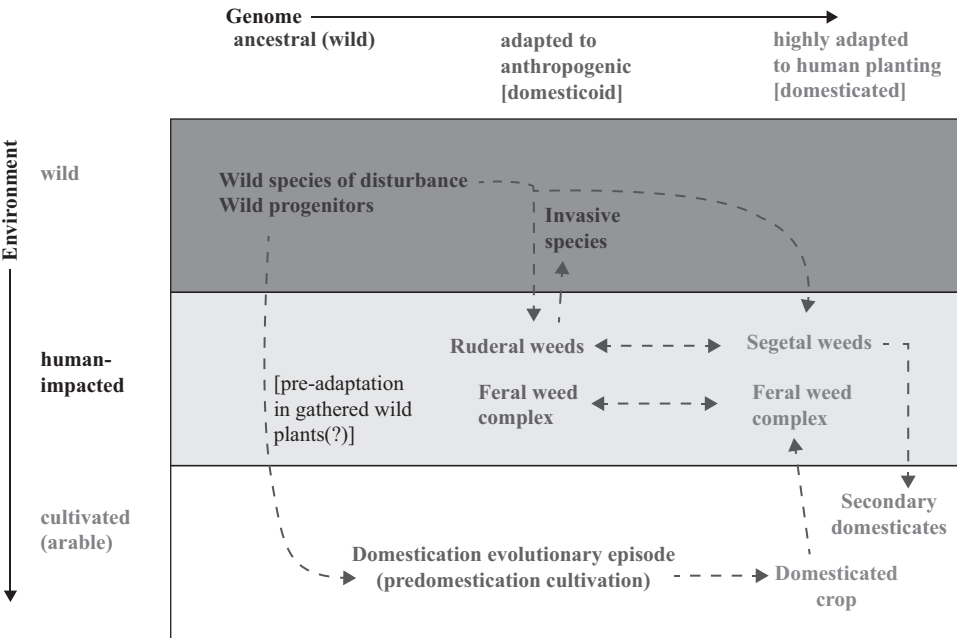 Genome
ancestral (wild)
adapted to
anthropogenic
[domesticoid]
highly adapted
to human planting
[domesticated]
Environment
wild
Wild species of disturbance
Wild progenitors
Invasive
species
human-
impacted
Ruderal weeds
Segetal weeds
[pre-adaptation
in gathered wild
plants(?)]
Feral weed
complex
Feral weed
complex
cultivated
(arable)
Secondary
domesticates
Domestication evolutionary episode
(predomestication cultivation)
Domesticated
crop